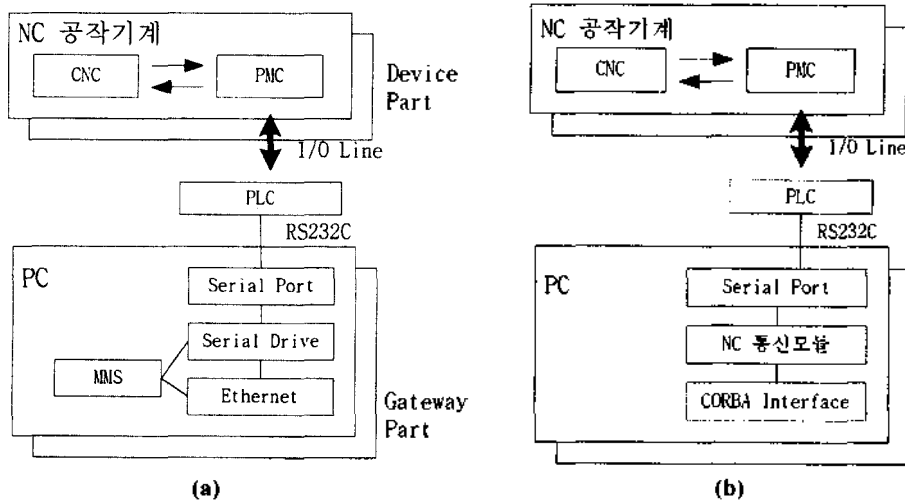 NC 공작기계
CNC
PMC
Device
Part
I/O Line
PLC
RS232C
PC
Serial Port
Serial Drive
MMS
Ethernet
Gateway
Part
(a)
NC 공작기계
CNC
PMC
I/O Line
PLC
RS232C
PC
Serial Port
NC 통신모듈
CORBA Interface
(b)